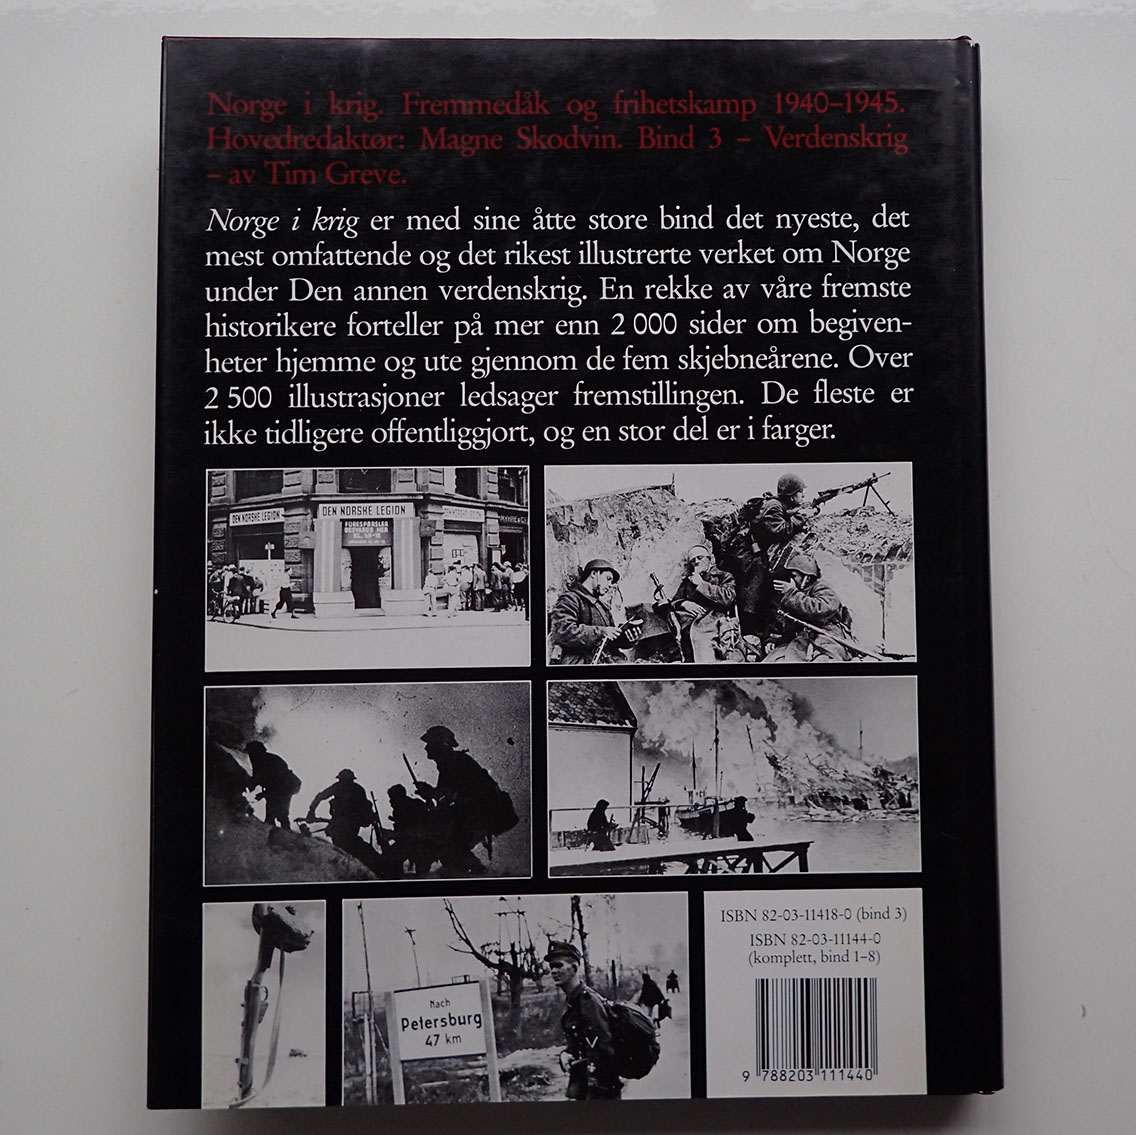 Norge i krig. Fremmedåk og frihetskamp 1940–1945.
Hovedredaktør: Magne Skodvin. Bind 3 – Verdenskrig
– av Tim Greve.
Norge i krig er med sine åtte store bind det nyeste, det
mest omfattende og det rikest illustrerte verket om Norge
under Den annen verdenskrig. En rekke av våre fremste
historikere forteller på mer enn 2 000 sider om begiven-
heter hjemme og ute gjennom de fem skjebneårene. Over
2 500 illustrasjoner ledsager fremstillingen. De fleste er
ikke tidligere offentliggjort, og en stor del er i farger.
DEN NORSKE LEGION
DEN NORSKE LEGION
FORESPØRSLER
BESVARES HER
Nach
Petersburg
47 km
ISBN 82-03-11418-0 (bind 3)
ISBN 82-03-11144-0
(komplett, bind 1–8)
9 788203 111440